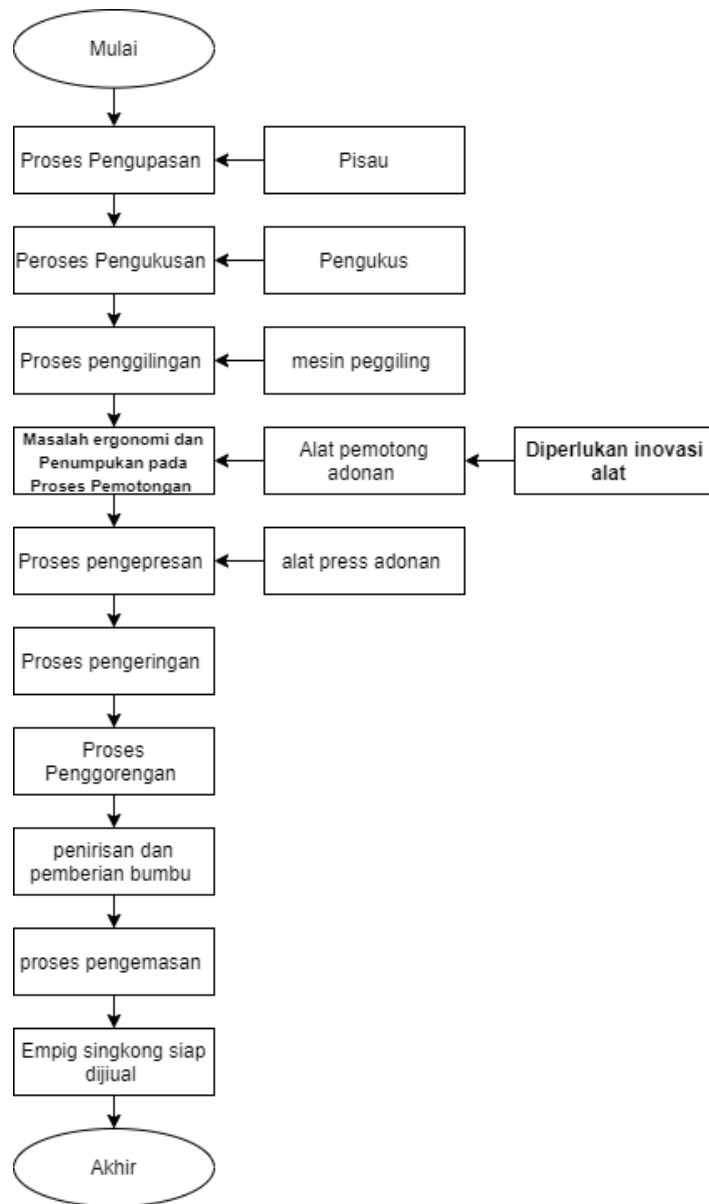 Mulai
Proses Pengupasan
Pisau
Peroses Pengukusan
Pengukus
Proses penggilingan
mesin peggiling
Masalah ergonomi dan
Penumpukan pada
Proses Pemotongan
Alat pemotong
adonan
Diperlukan inovasi
alat
Proses pengepresan
alat press adonan
Proses pengeringan
Proses
Penggorengan
penirisan dan
pemberian bumbu
proses pengemasan
Empig singkong siap
dijiual
Akhir